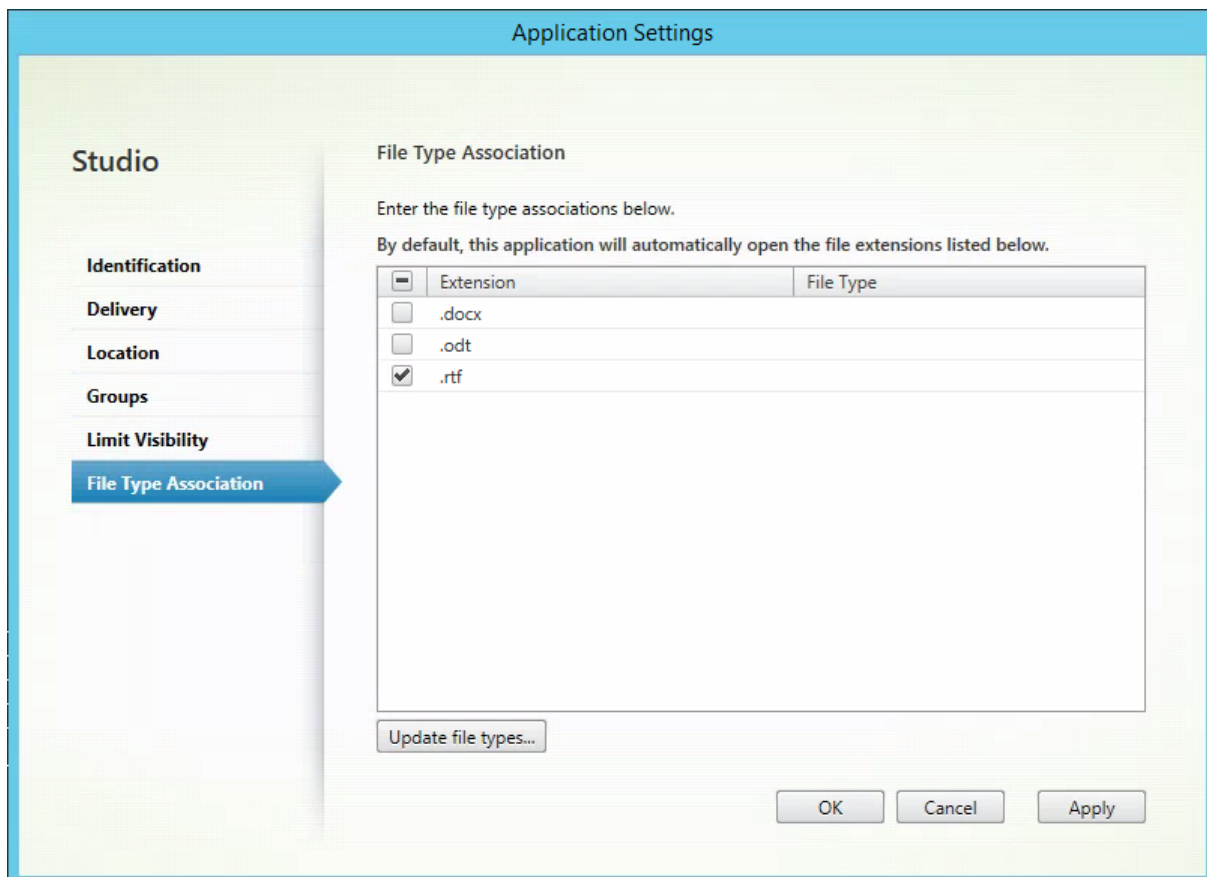 Application Settings
Studio
Identification
Delivery
Location
Groups
Limit Visibility
File Type Association
File Type Association
Enter the file type associations below.
By default, this application will automatically open the file extensions listed below.
Extension File Type
.docx
.odt
.rtf
Update file types...
OK Cancel Apply